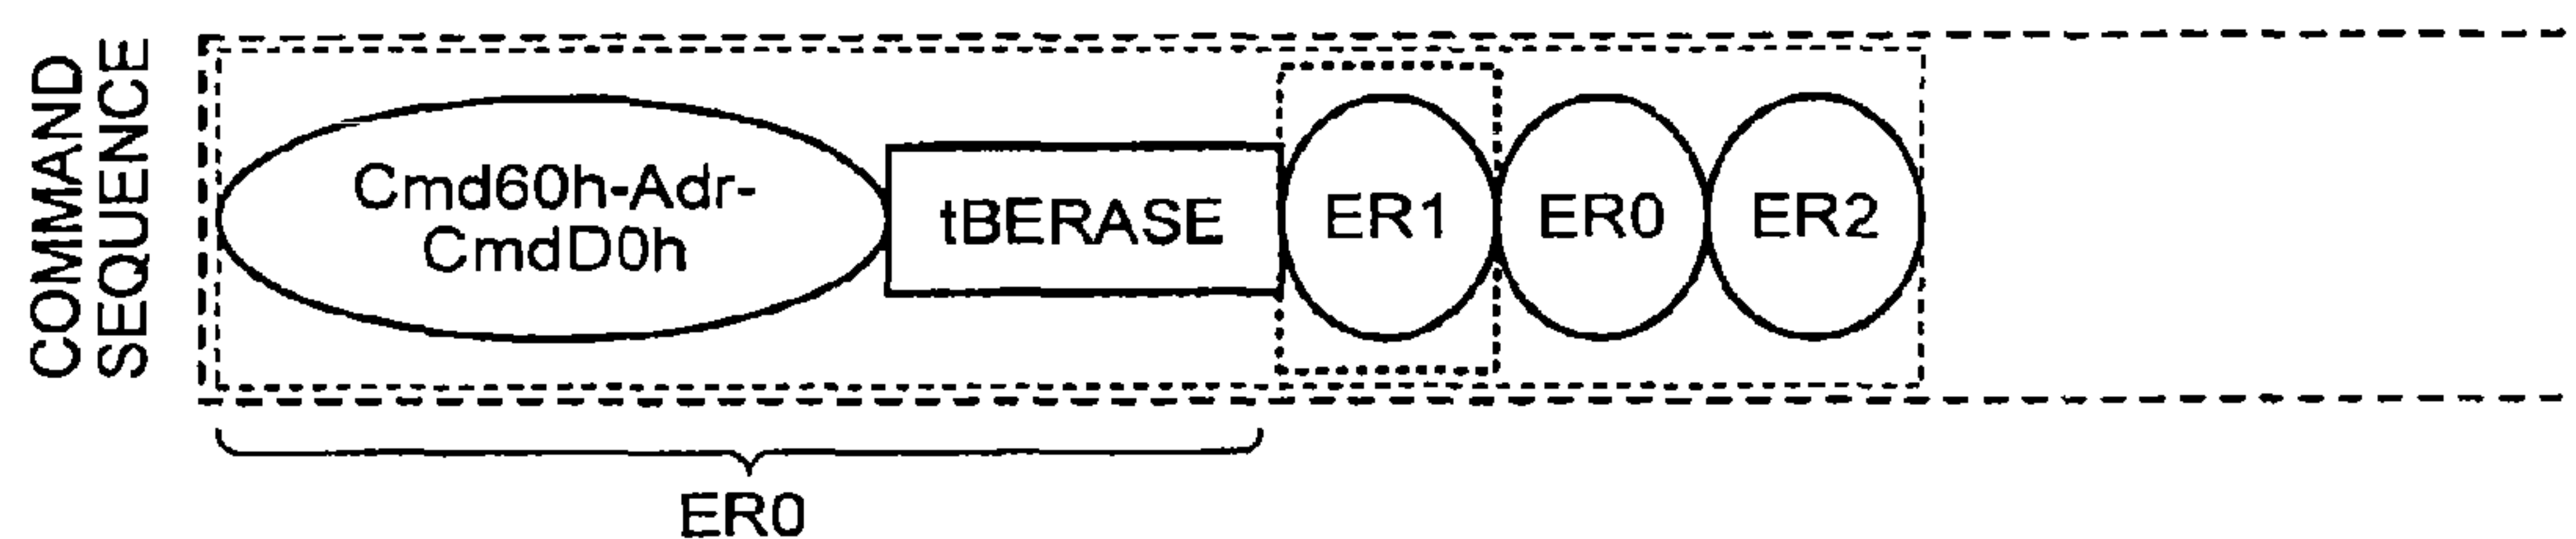 COMMAND
SEQUENCE
Cmd60h-Adr-
CmdD0h
tBERASE
ER1
ER0
ER2
ER0